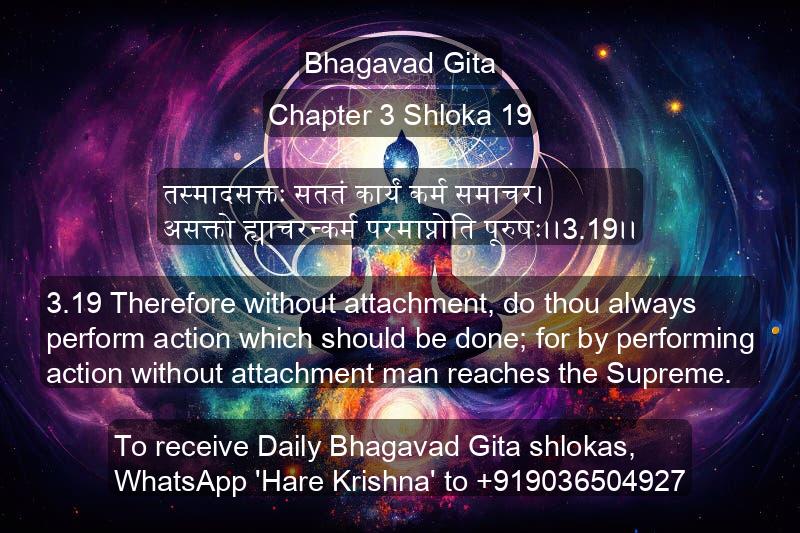 Bhagavad Gita
Chapter 3 Shloka 19
तस्मादसक्तः सततं कार्यं कर्म समाचर।
असक्तो ह्याचरन्कर्म परमाप्नोति पूरुषः।।3.19।।
3.19 Therefore without attachment, do thou always
perform action which should be done; for by performing
action without attachment man reaches the Supreme.
To receive Daily Bhagavad Gita shlokas,
WhatsApp 'Hare Krishna' to +919036504927